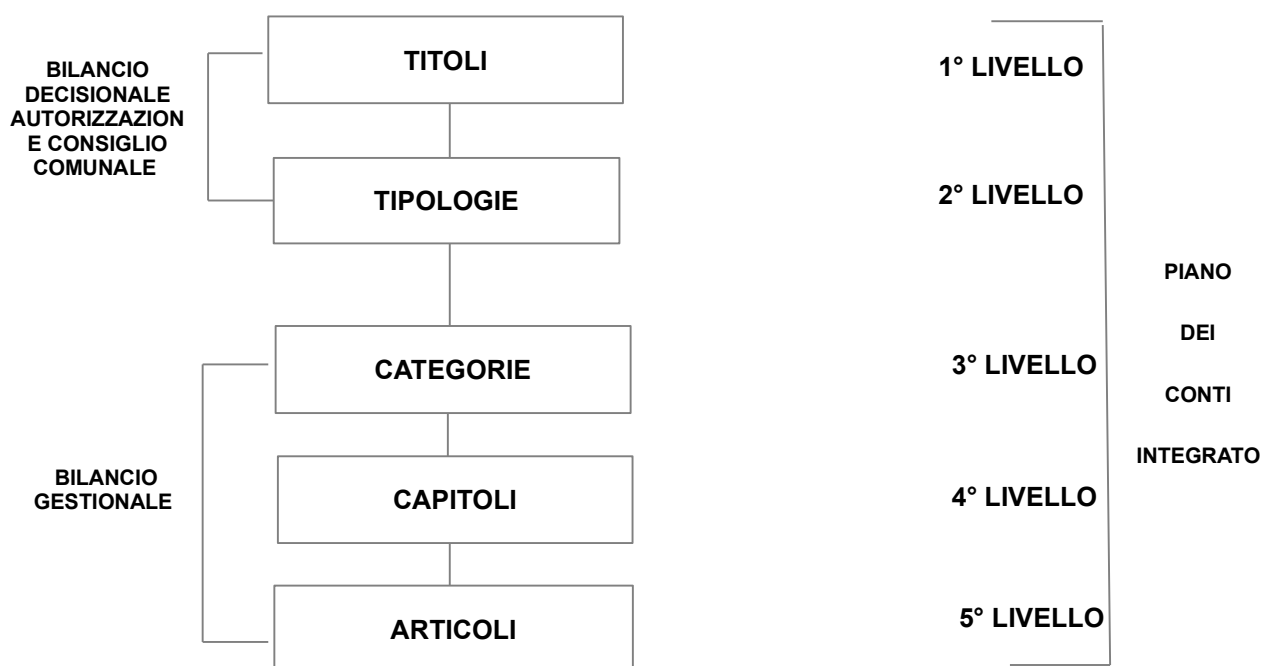 BILANCIO
DECISIONALE
AUTORIZZAZION
E CONSIGLIO
COMUNALE
TITOLI
1° LIVELLO
TIPOLOGIE
2° LIVELLO
CATEGORIE
3° LIVELLO
BILANCIO
GESTIONALE
CAPITOLI
4° LIVELLO
ARTICOLI
5° LIVELLO
PIANO
DEI
CONTI
INTEGRATO